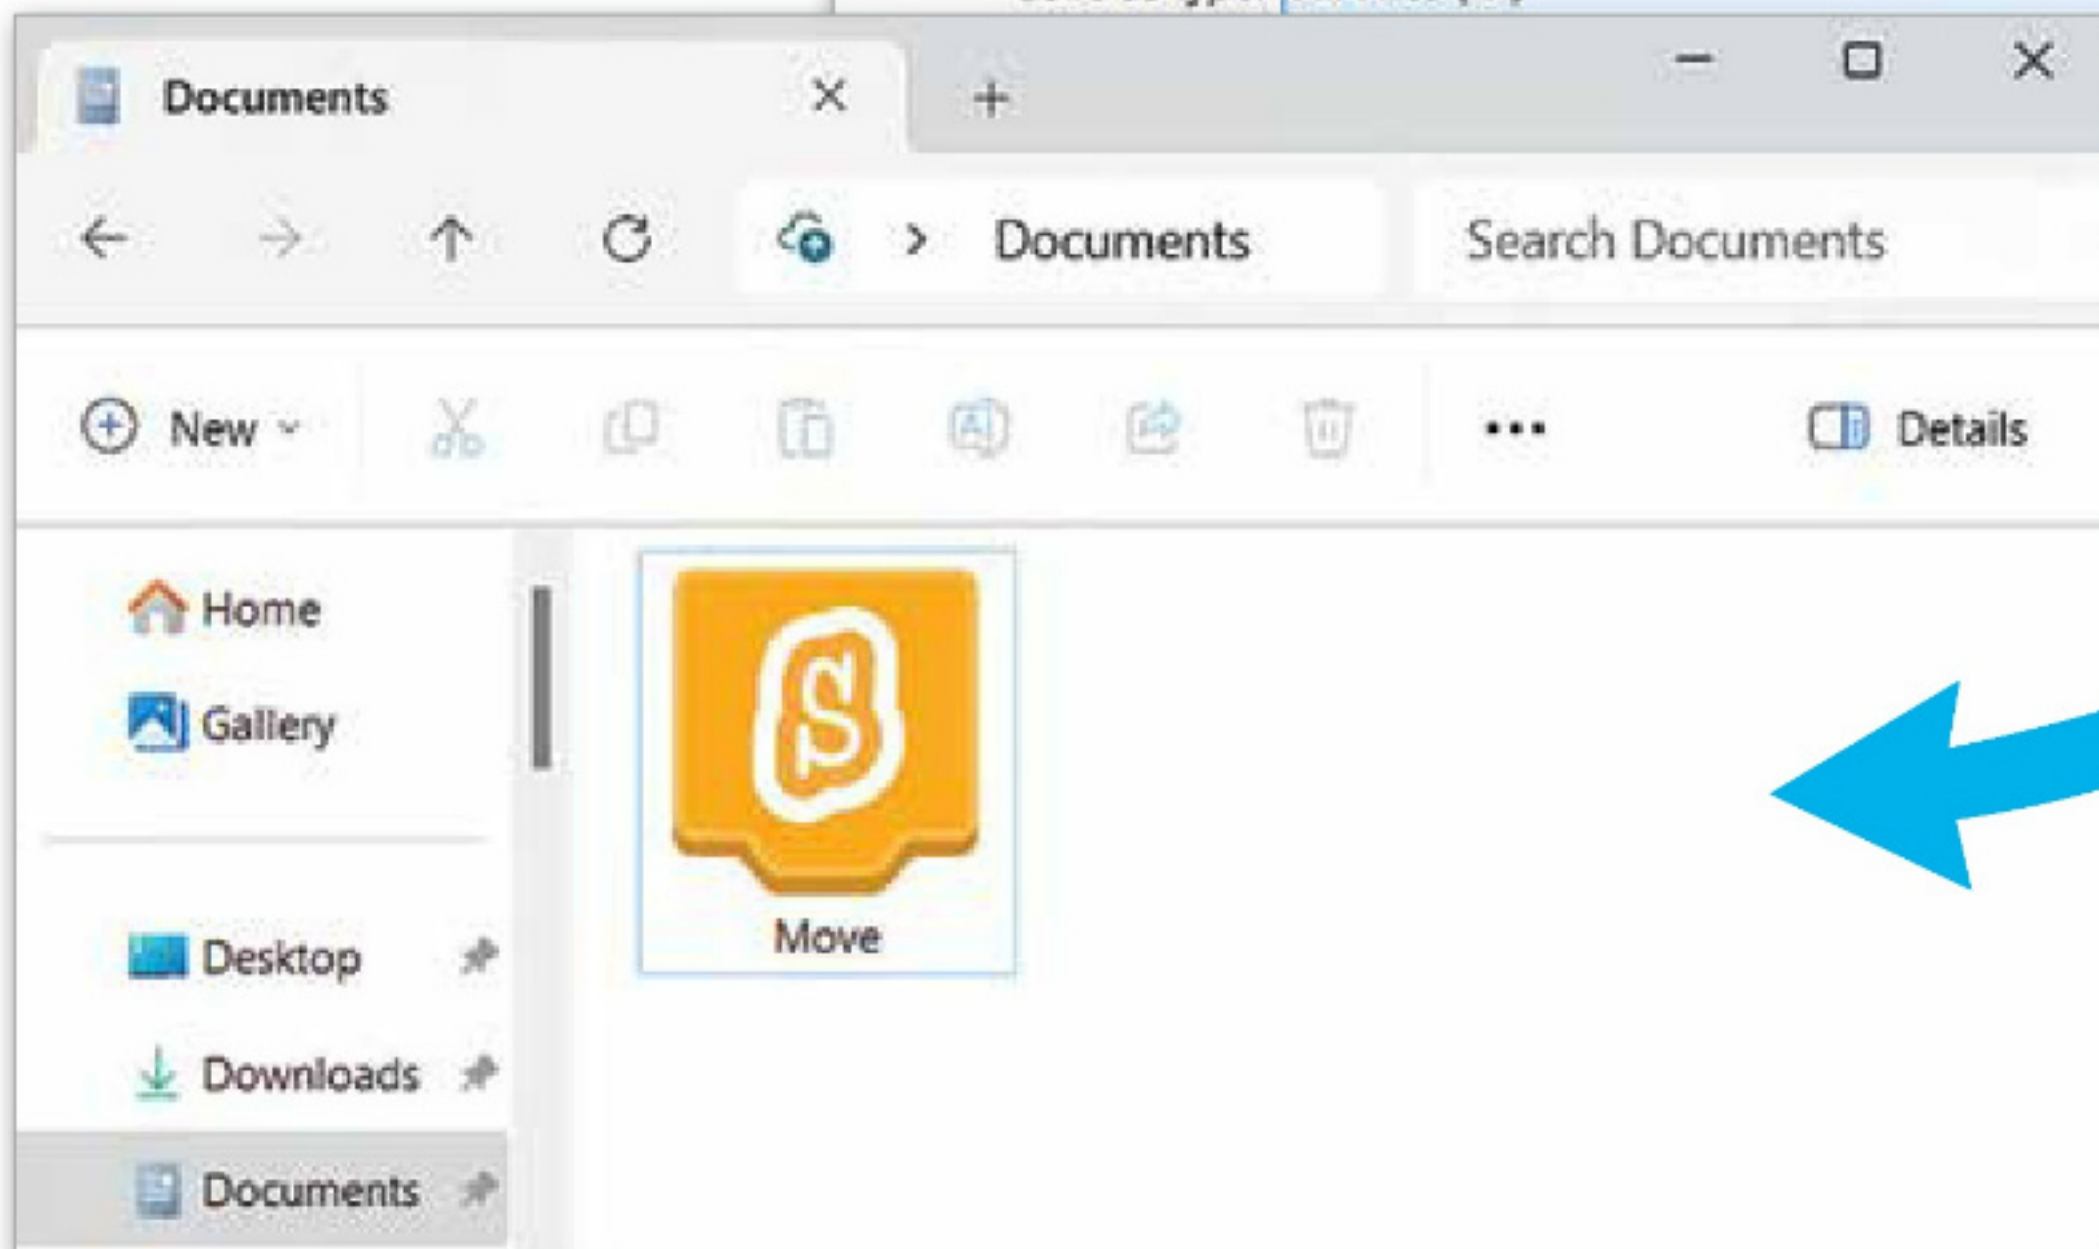 Documents
Documents
Search Documents
New
Details
Home
Gallery
Move
Desktop
Downloads
Documents